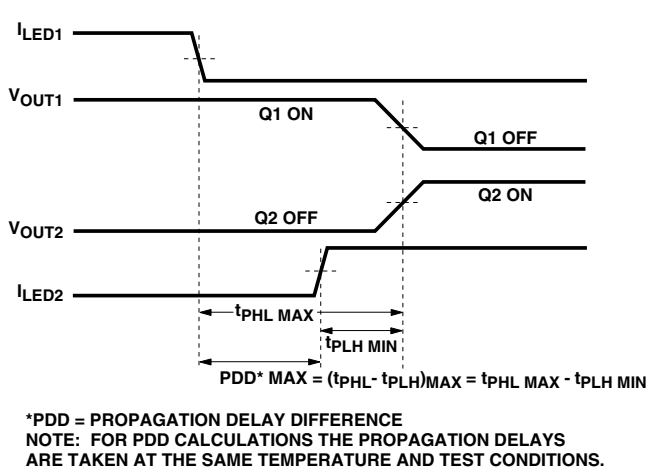 ILED1
VOUT1
Q1 ON
Q1 OFF
Q2 ON
Q2 OFF
VOUT2
ILED2
tPHL MAX
tPLH MIN
PDD* MAX = (tPHL- tPLH)MAX = tPHL MAX - tPLH MIN
*PDD = PROPAGATION DELAY DIFFERENCE
NOTE: FOR PDD CALCULATIONS THE PROPAGATION DELAYS
ARE TAKEN AT THE SAME TEMPERATURE AND TEST CONDITIONS.